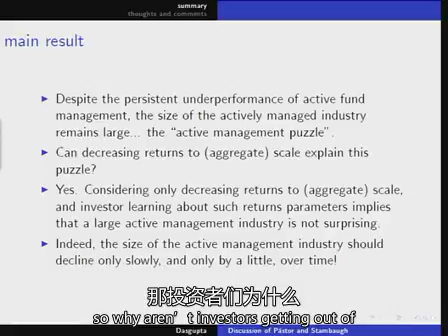 summary
thoughts and comments
main result
Despite the persistent underperformance of active fund
management, the size of the actively managed industry
remains large... the “active management puzzle”.
Can decreasing returns to (aggregate) scale explain this
puzzle?
Yes. Considering only decreasing returns to (aggregate) scale,
and investor learning about such returns parameters implies
that a large active management industry is not surprising.
Indeed, the size of the active management industry should
decline only slowly, and only by a little, over time!
那投资者们为什么
so why aren't investors getting out of
Dasgupta
Discussion of Pástor and Stambaugh